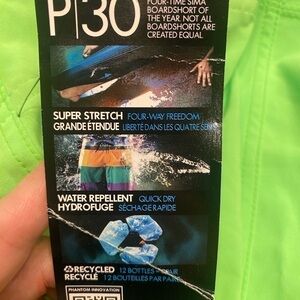 P|30
FOUR-TIME SIMA
BOARDSHORT OF
THE YEAR. NOT ALL
BOARDSHORTS ARE
CREATED EQUAL.
SUPER STRETCH FOUR-WAY FREEDOM
GRANDE ÉTENDUE LIBERTÉ DANS LES QUATRE SENS
WATER REPELLENT QUICK DRY
HYDROFUGE SÉCHAGE RAPIDE
RECYCLED 12 BOTTLES = PAIR
RECYCLÉ 12 BOUTEILLES PAR PAIRE
PHANTOM INNOVATION